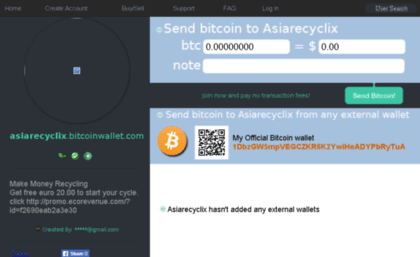 Home Create Account Buy/Sell Support FAQ Log In User Search
Send bitcoin to Asiarecyclix
btc 0.00000000 = $ 0.00
note
Join now and pay no transaction fees! Send Bitcoin!
Send bitcoin to Asiarecyclix from any external wallet
My Official Bitcoin wallet
asiarecyclix.bitcoinwallet.com
Make Money Recycling
Get free euro 20.00 to start your cycle.
click http://promo.ecorevenue.com/?
id=f2690eab2a3e30
Asiarecyclix hasn't added any external wallets
Created By *****@gmail.com
Share